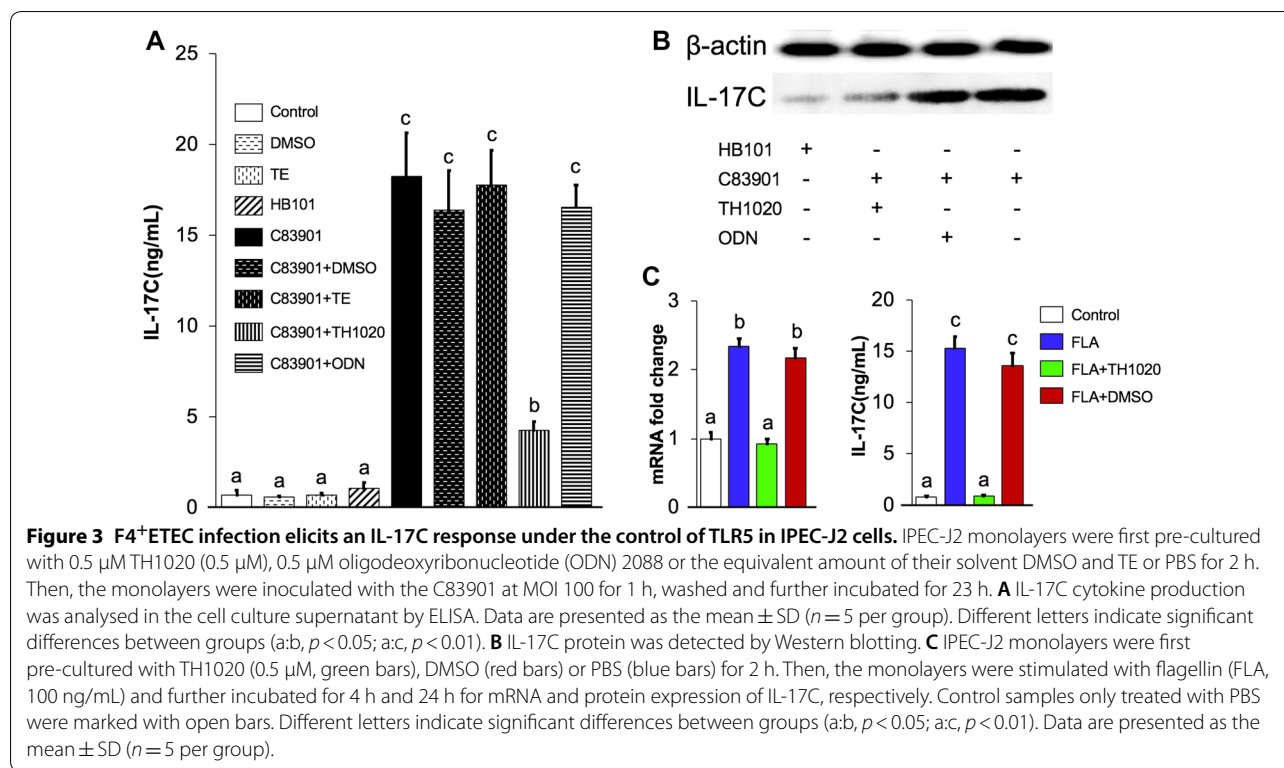 A
25
20
15
10
5
0
IL-17C(ng/mL)
Control
DMSO
TE
HB101
C83901
C83901+DMSO
C83901+TE
C83901+TH1020
C83901+ODN
a
a
a
a
c
c
c
b
c
B
β-actin
IL-17C
HB101 + - - -
C83901 - + + +
TH1020 - + - -
ODN - - + -
C
3
2
1
0
mRNA fold change
a
b
a
b
20
15
10
5
0
IL-17C(ng/mL)
a
c
a
c
Control
FLA
FLA+TH1020
FLA+DMSO
Figure 3 F4+ETEC infection elicits an IL-17C response under the control of TLR5 in IPEC-J2 cells. IPEC-J2 monolayers were first pre-cultured
with 0.5 µM TH1020 (0.5 µM), 0.5 µM oligodeoxyribonucleotide (ODN) 2088 or the equivalent amount of their solvent DMSO and TE or PBS for 2 h.
Then, the monolayers were inoculated with the C83901 at MOI 100 for 1 h, washed and further incubated for 23 h. A IL-17C cytokine production
was analysed in the cell culture supernatant by ELISA. Data are presented as the mean ± SD (n = 5 per group). Different letters indicate significant
differences between groups (a:b, p < 0.05; a:c, p < 0.01). B IL-17C protein was detected by Western blotting. C IPEC-J2 monolayers were first
pre-cultured with TH1020 (0.5 µM, green bars), DMSO (red bars) or PBS (blue bars) for 2 h. Then, the monolayers were stimulated with flagellin (FLA,
100 ng/mL) and further incubated for 4 h and 24 h for mRNA and protein expression of IL-17C, respectively. Control samples only treated with PBS
were marked with open bars. Different letters indicate significant differences between groups (a:b, p < 0.05; a:c, p < 0.01). Data are presented as the
mean ± SD (n = 5 per group).